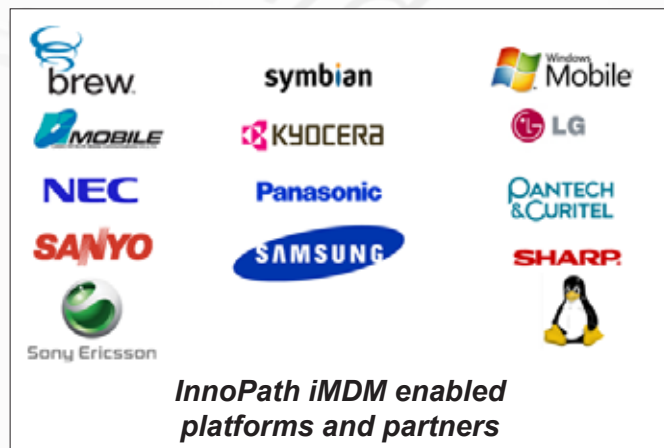 brew.
symbian
Windows
Mobile
MOBILE
KYOCERA
LG
NEC
Panasonic
PANTECH
&CURITEL
SANYO
SAMSUNG
SHARP
Sony Ericsson
InnoPath iMDM enabled
platforms and partners